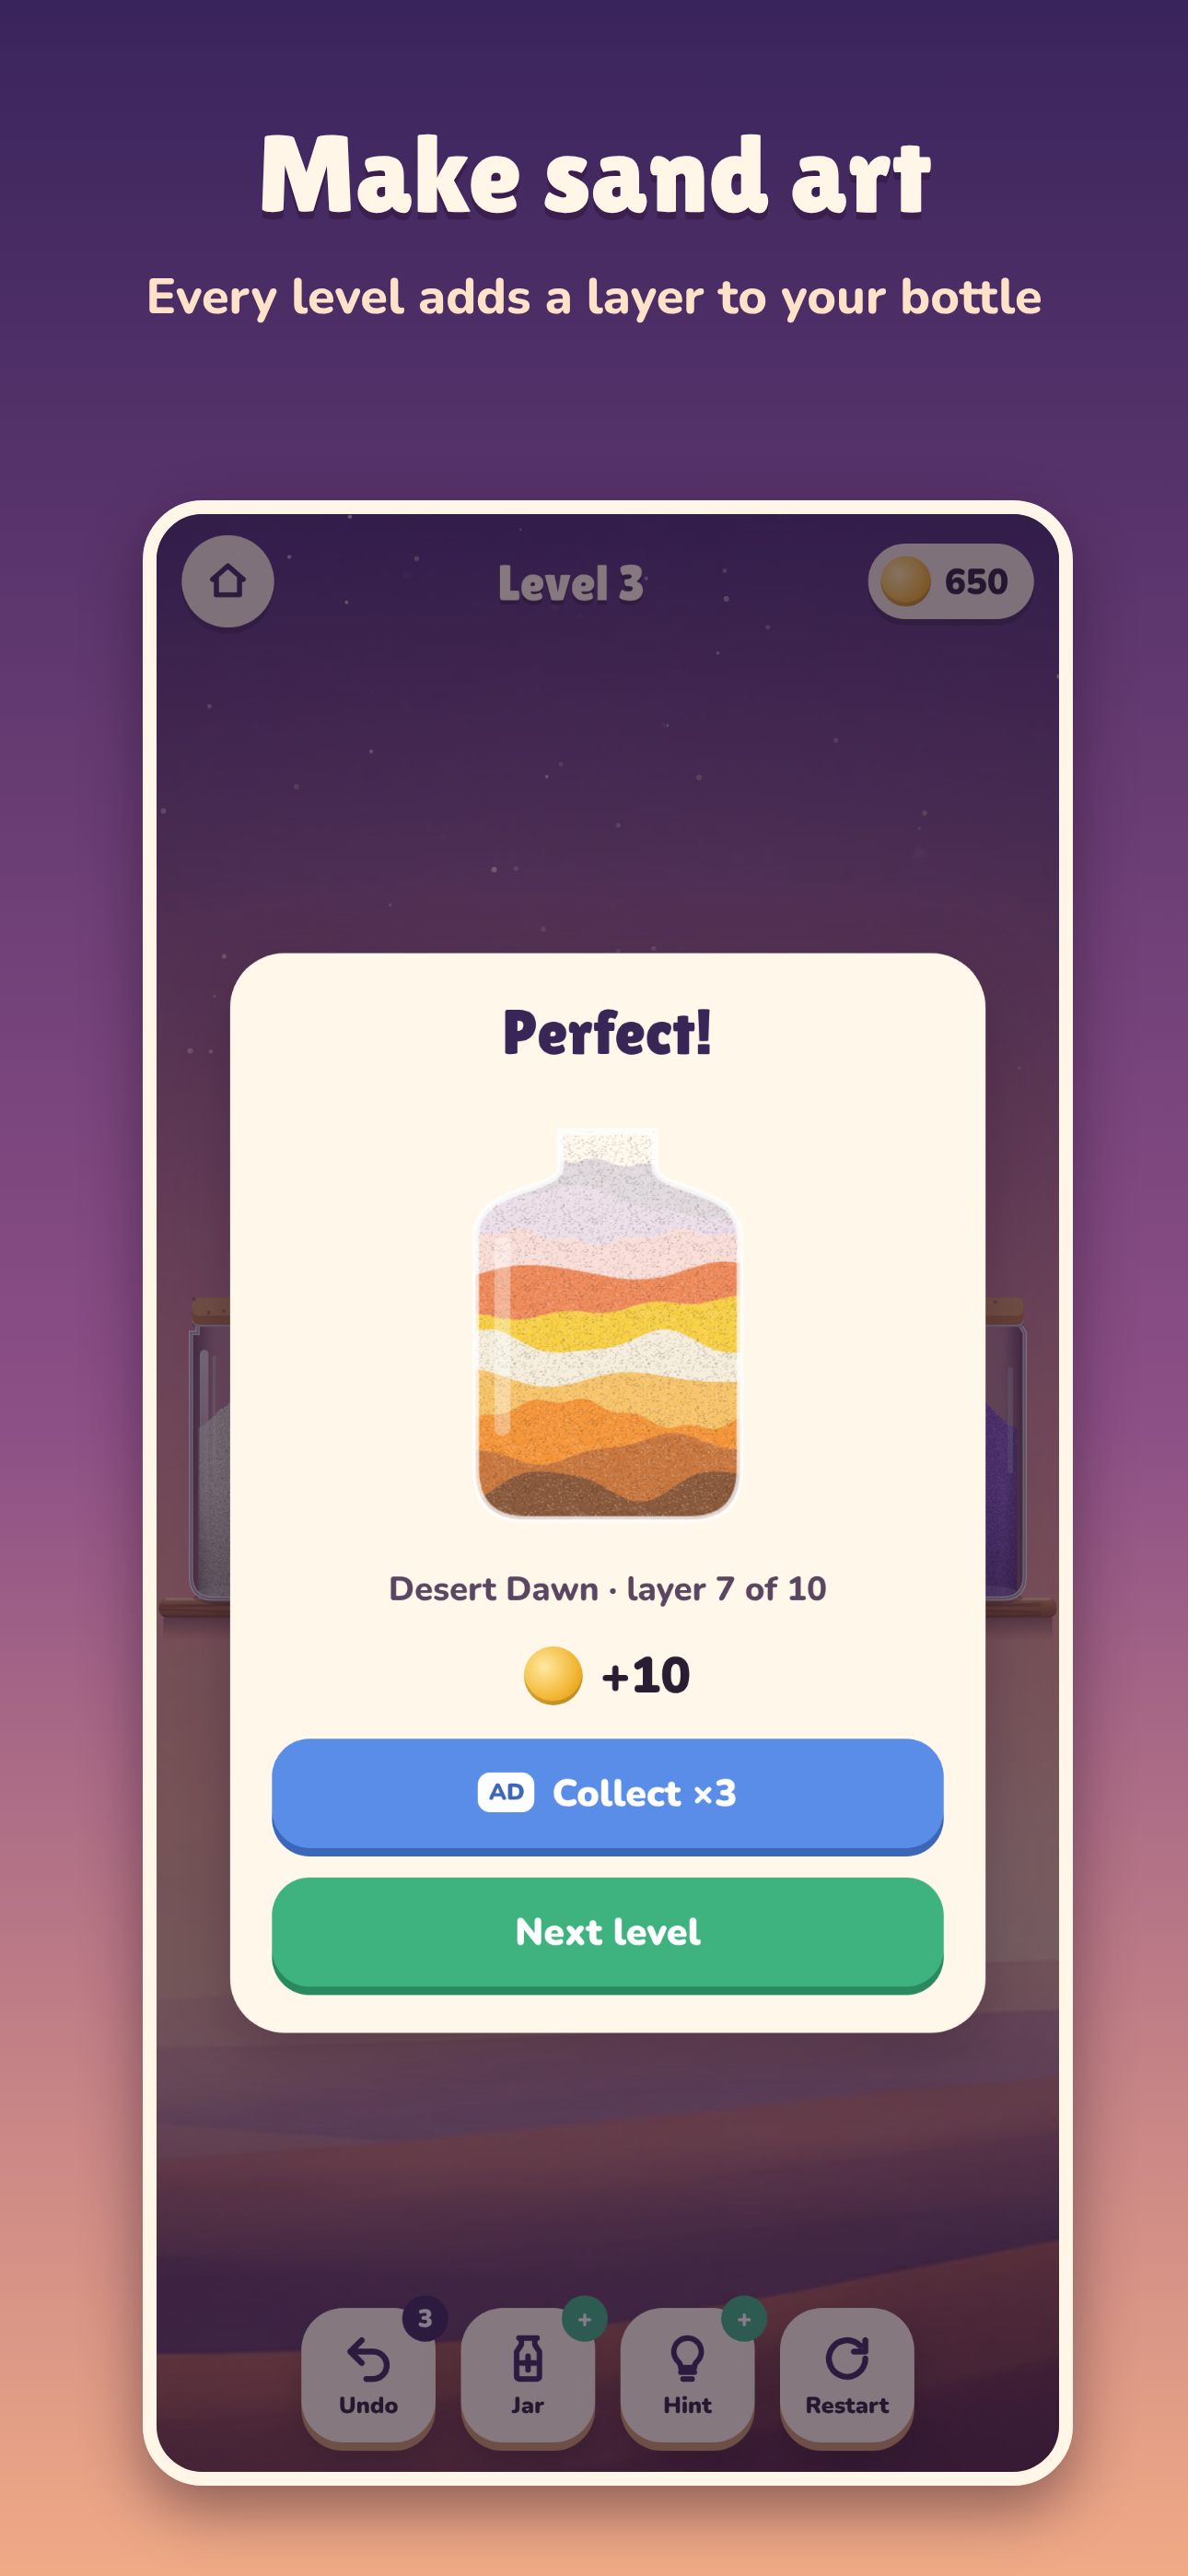 Make sand art
Every level adds a layer to your bottle
Level 3
650
Perfect!
Desert Dawn · layer 7 of 10
+10
AD Collect ×3
Next level
3
+
+
Undo
Jar
Hint
Restart